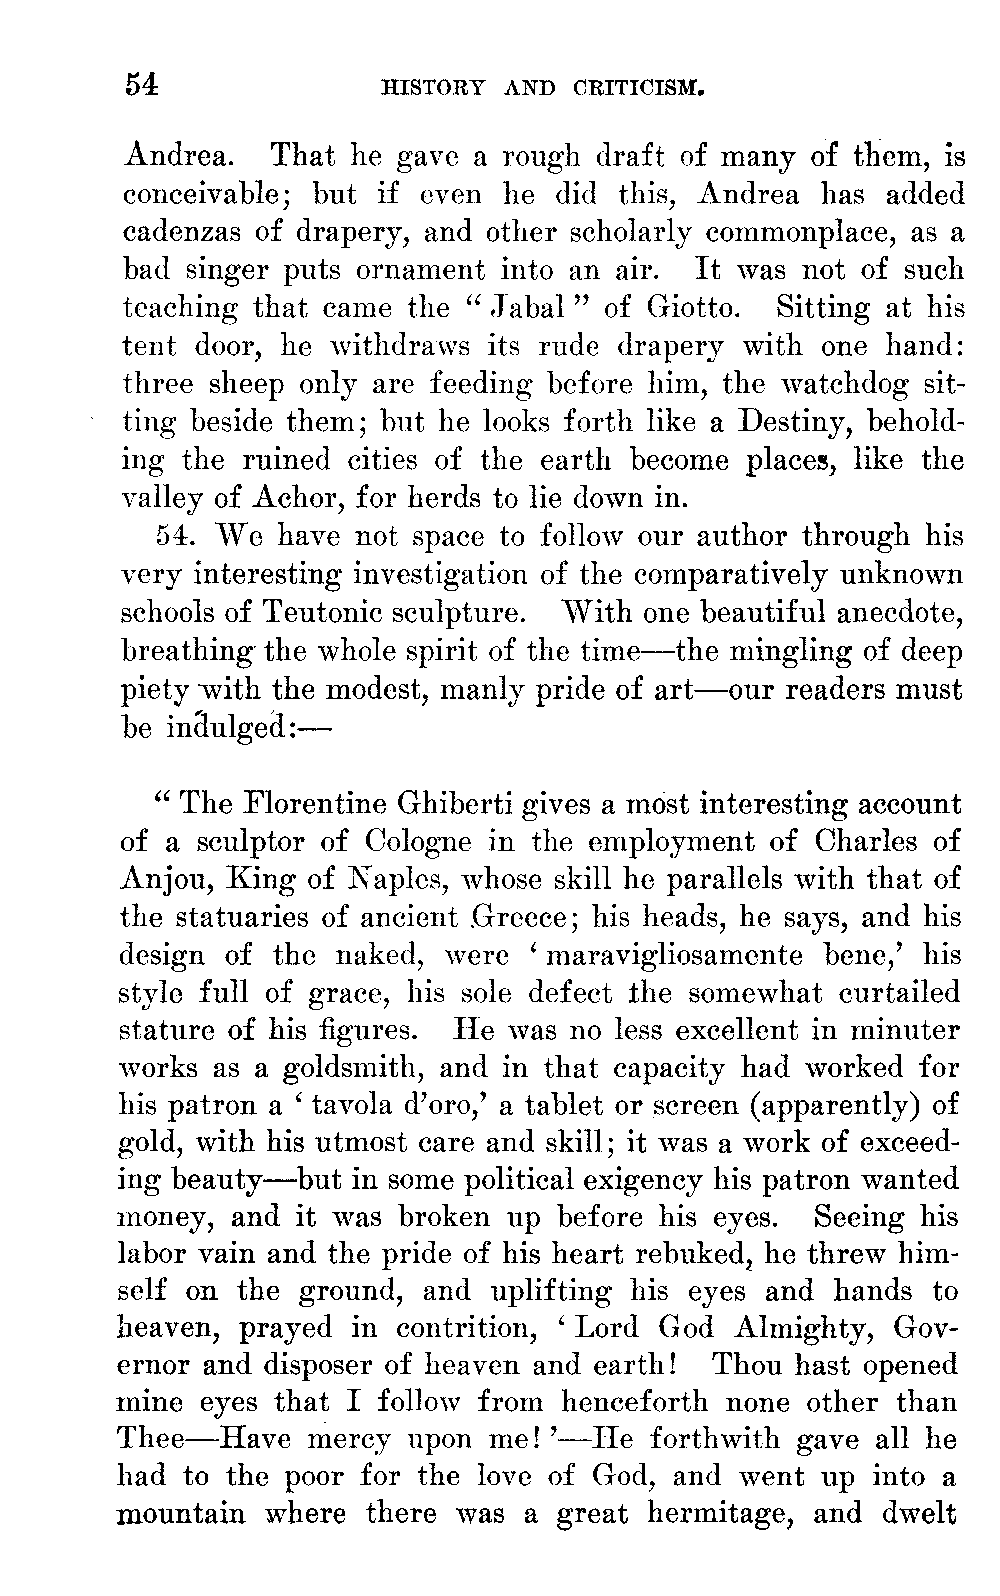 54 HISTORY AND CRITICISM.
Andrea. That he gave a rough draft of many of them, is
conceivable; but if even he did this, Andrea has added
cadenzas of drapery, and other scholarly commonplace, as a
bad singer puts ornament into an air. It was not of such
teaching that came the “ Jabal ” of Giotto. Sitting at his
tent door, he withdraws its rude drapery with one hand:
three sheep only are feeding before him, the watchdog sit-
ting beside them; but he looks forth like a Destiny, behold-
ing the ruined cities of the earth become places, like the
valley of Achor, for herds to lie down in.
54. We have not space to follow our author through his
very interesting investigation of the comparatively unknown
schools of Teutonic sculpture. With one beautiful anecdote,
breathing the whole spirit of the time—the mingling of deep
piety with the modest, manly pride of art—our readers must
be indulged:—
“ The Florentine Ghiberti gives a most interesting account
of a sculptor of Cologne in the employment of Charles of
Anjou, King of Naples, whose skill he parallels with that of
the statuaries of ancient Greece; his heads, he says, and his
design of the naked, were ‘ maravigliosamente bene,’ his
style full of grace, his sole defect the somewhat curtailed
stature of his figures. He was no less excellent in minuter
works as a goldsmith, and in that capacity had worked for
his patron a ‘ tavola d’oro,’ a tablet or screen (apparently) of
gold, with his utmost care and skill; it was a work of exceed-
ing beauty—but in some political exigency his patron wanted
money, and it was broken up before his eyes. Seeing his
labor vain and the pride of his heart rebuked, he threw him-
self on the ground, and uplifting his eyes and hands to
heaven, prayed in contrition, ‘ Lord God Almighty, Gov-
ernor and disposer of heaven and earth! Thou hast opened
mine eyes that I follow from henceforth none other than
Thee—Have mercy upon me! ’—He forthwith gave all he
had to the poor for the love of God, and went up into a
mountain where there was a great hermitage, and dwelt